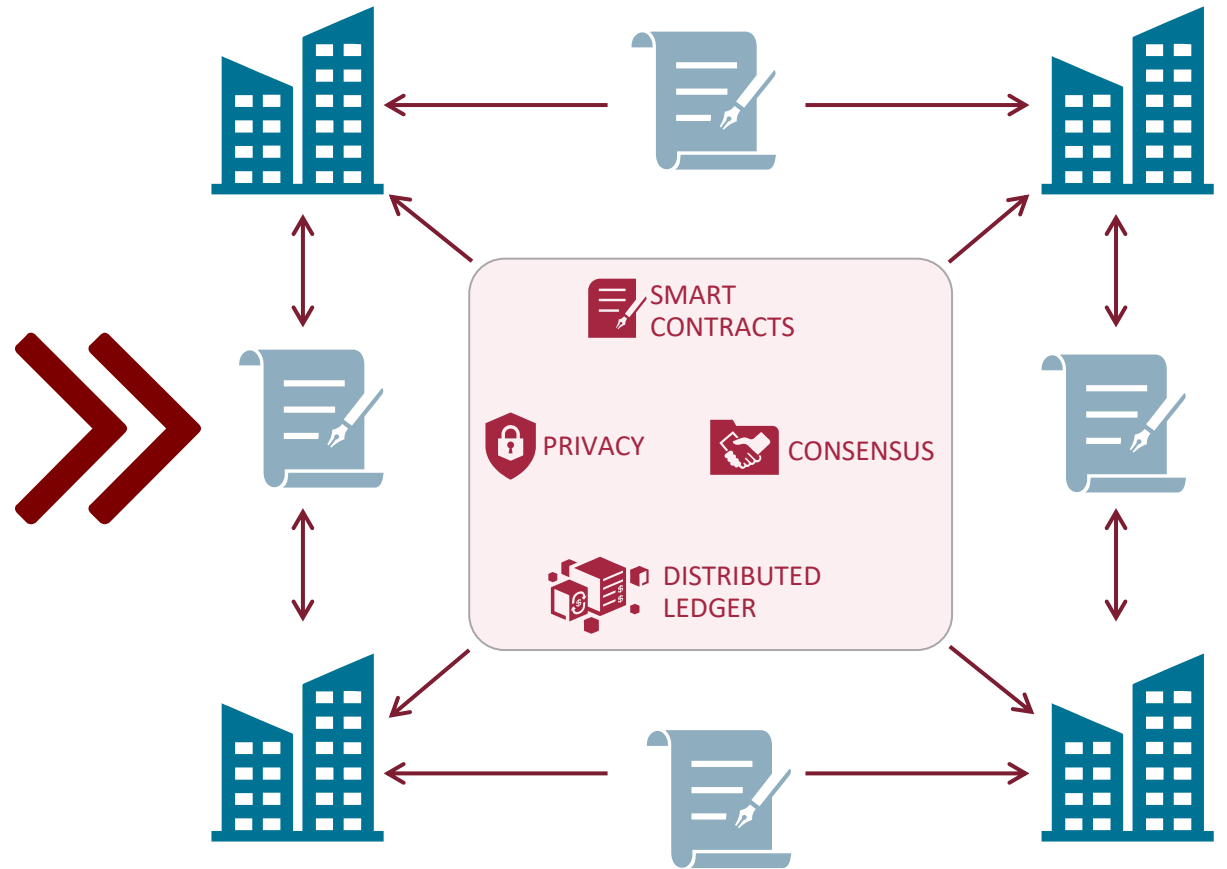 SMART
CONTRACTS
PRIVACY
CONSENSUS
DISTRIBUTED
LEDGER